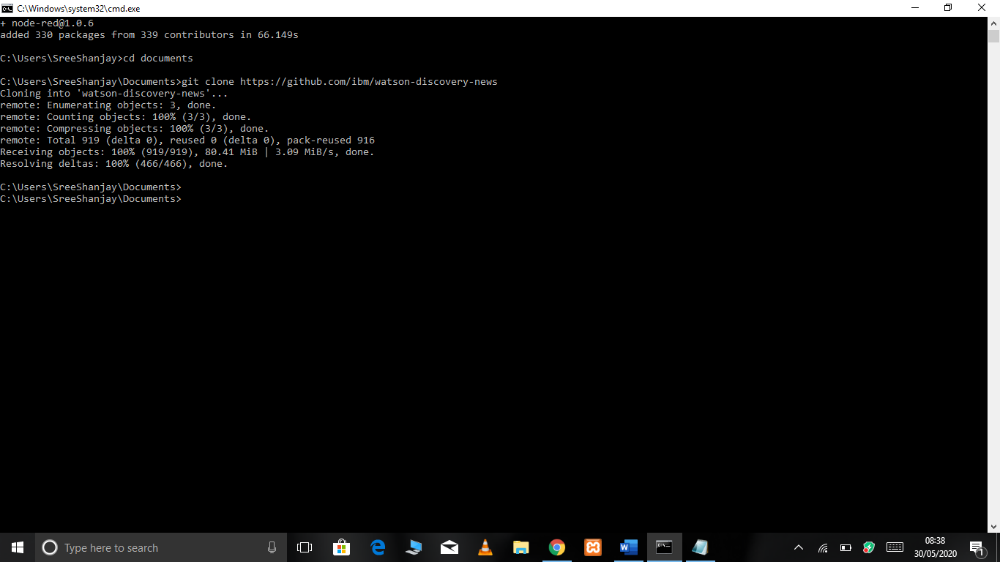 C:\Windows\system32\cmd.exe
+ node-red@1.0.6
added 330 packages from 339 contributors in 66.149s
C:\Users\SreeShanjay>cd documents
C:\Users\SreeShanjay\Documents>git clone https://github.com/ibm/watson-discovery-news
Cloning into 'watson-discovery-news'...
remote: Enumerating objects: 3, done.
remote: Counting objects: 100% (3/3), done.
remote: Compressing objects: 100% (3/3), done.
remote: Total 919 (delta 0), reused 0 (delta 0), pack-reused 916
Receiving objects: 100% (919/919), 80.41 MiB | 3.09 MiB/s, done.
Resolving deltas: 100% (466/466), done.
C:\Users\SreeShanjay\Documents>
C:\Users\SreeShanjay\Documents>
Type here to search
08:38
30/05/2020
1